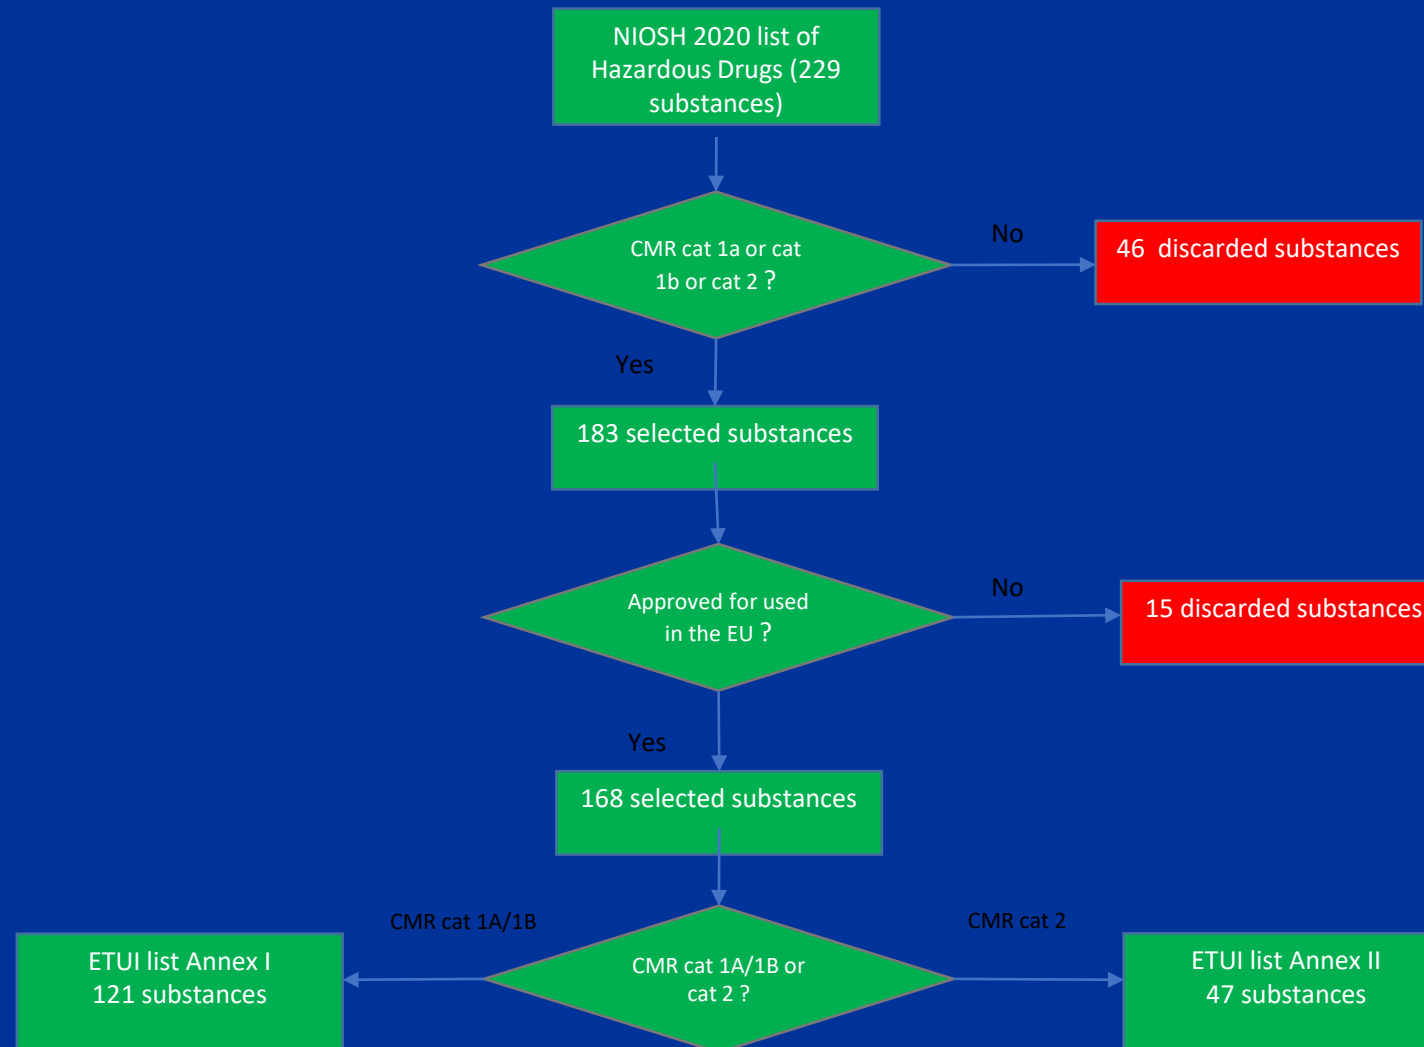 NIOSH 2020 list of
Hazardous Drugs (229
substances)
CMR cat 1a or cat
1b or cat 2 ?
No
46  discarded substances
Yes
183 selected substances
Approved for used
in the EU ?
No
15 discarded substances
Yes
168 selected substances
CMR cat 1A/1B
CMR cat 2
ETUI list Annex I
121 substances
CMR cat 1A/1B or
cat 2 ?
ETUI list Annex II
47 substances